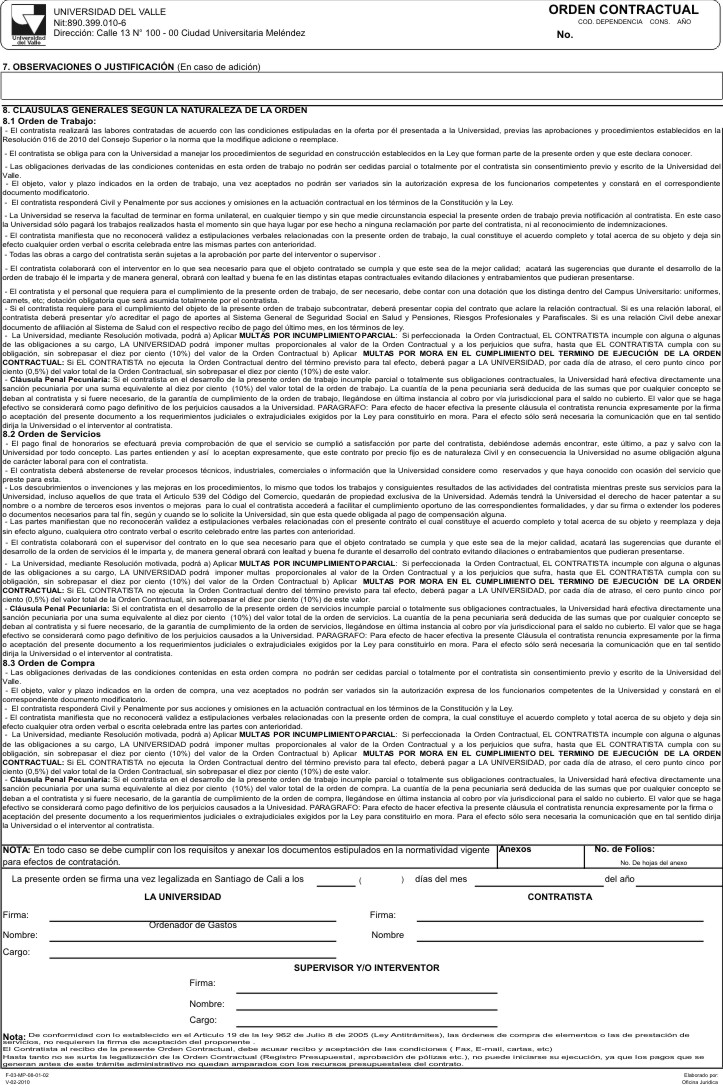 UNIVERSIDAD DEL VALLE
Nit:890.399.010-6
Dirección: Calle 13 N° 100 - 00 Ciudad Universitaria Meléndez
Universidad
del Valle
ORDEN CONTRACTUAL
COD. DEPENDENCIA CONS. AÑO
No.
7. OBSERVACIONES O JUSTIFICACIÓN (En caso de adición)
8. CLAUSULAS GENERALES SEGÚN LA NATURALEZA DE LA ORDEN
8.1 Orden de Trabajo:
- El contratista realizará las labores contratadas de acuerdo con las condiciones estipuladas en la oferta por él presentada a la Universidad, previas las aprobaciones y procedimientos establecidos en la
Resolución 016 de 2010 del Consejo Superior o la norma que la modifique adicione o reemplace.
- El contratista se obliga para con la Universidad a manejar los procedimientos de seguridad en construcción establecidos en la Ley que forman parte de la presente orden y que este declara conocer.
- Las obligaciones derivadas de las condiciones contenidas en esta orden de trabajo no podrán ser cedidas parcial o totalmente por el contratista sin consentimiento previo y escrito de la Universidad del
Valle.
- El objeto, valor y plazo indicados en la orden de trabajo, una vez aceptados no podrán ser variados sin la autorización expresa de los funcionarios competentes y constará en el correspondiente
documento modificatorio.
- El contratista responderá Civil y Penalmente por sus acciones y omisiones en la actuación contractual en los términos de la Constitución y la Ley.
- La Universidad se reserva la facultad de terminar en forma unilateral, en cualquier tiempo y sin que medie circunstancia especial la presente orden de trabajo previa notificación al contratista. En este caso
la Universidad sólo pagará los trabajos realizados hasta el momento sin que haya lugar por ese hecho a ninguna reclamación por parte del contratista, ni al reconocimiento de indemnizaciones.
- El contratista manifiesta que no reconocerá validez a estipulaciones verbales relacionadas con la presente orden de trabajo, la cual constituye el acuerdo completo y total acerca de su objeto y deja sin
efecto cualquier orden verbal o escrita celebrada entre las mismas partes con anterioridad.
- Todas las obras a cargo del contratista serán sujetas a la aprobación por parte del interventor o supervisor .
- El contratista colaborará con el interventor en lo que sea necesario para que el objeto contratado se cumpla y que este sea de la mejor calidad; acatará las sugerencias que durante el desarrollo de la
orden de trabajo él le imparta y de manera general, obrará con lealtad y buena fe en las distintas etapas contractuales evitando dilaciones y entrabamientos que pudieran presentarse.
- El contratista y el personal que requiera para el cumplimiento de la presente orden de trabajo, de ser necesario, debe contar con una dotación que los distinga dentro del Campus Universitario: uniformes,
carnets, etc; dotación obligatoria que será asumida totalmente por el contratista.
- Si el contratista requiere para el cumplimiento del objeto de la presente orden de trabajo subcontratar, deberá presentar copia del contrato que aclare la relación contractual. Si es una relación laboral, el
contratista deberá presentar y/o acreditar el pago de aportes al Sistema General de Seguridad Social en Salud y Pensiones, Riesgos Profesionales y Parafiscales. Si es una relación Civil debe anexar
documento de afiliación al Sistema de Salud con el respectivo recibo de pago del último mes, en los términos de ley.
- La Universidad, mediante Resolución motivada, podrá a) Aplicar MULTAS POR INCUMPLIMIENTO PARCIAL: Si perfeccionada la Orden Contractual, EL CONTRATISTA incumple con alguna o algunas
de las obligaciones a su cargo, LA UNIVERSIDAD podrá imponer multas proporcionales al valor de la Orden Contractual y a los perjuicios que sufra, hasta que EL CONTRATISTA cumpla con su
obligación, sin sobrepasar el diez por ciento (10%) del valor de la Orden Contractual b) Aplicar MULTAS POR MORA EN EL CUMPLIMIENTO DEL TERMINO DE EJECUCIÓN DE LA ORDEN
CONTRACTUAL: Si EL CONTRATISTA no ejecuta la Orden Contractual dentro del término previsto para tal efecto, deberá pagar a LA UNIVERSIDAD, por cada día de atraso, el cero punto cinco por
ciento (0,5%) del valor total de la Orden Contractual, sin sobrepasar el diez por ciento (10%) de este valor.
- Cláusula Penal Pecuniaria: Si el contratista en el desarrollo de la presente orden de trabajo incumple parcial o totalmente sus obligaciones contractuales, la Universidad hará efectiva directamente una
sanción pecuniaria por una suma equivalente al diez por ciento (10%) del valor total de la orden de trabajo. La cuantía de la pena pecuniaria será deducida de las sumas que por cualquier concepto se
deban al contratista y si fuere necesario, de la garantía de cumplimiento de la orden de trabajo, llegándose en última instancia al cobro por vía jurisdiccional para el saldo no cubierto. El valor que se haga
efectivo se considerará como pago definitivo de los perjuicios causados a la Universidad. PARAGRAFO: Para efecto de hacer efectiva la presente cláusula el contratista renuncia expresamente por la firma
o aceptación del presente documento a los requerimientos judiciales o extrajudiciales exigidos por la Ley para constituirlo en mora. Para el efecto sólo será necesaria la comunicación que en tal sentido
dirija la Universidad o el interventor al contratista.
8.2 Orden de Servicios
- El pago final de honorarios se efectuará previa comprobación de que el servicio se cumplió a satisfacción por parte del contratista, debiéndose además encontrar, este último, a paz y salvo con la
Universidad por todo concepto. Las partes entienden y así lo aceptan expresamente, que este contrato por precio fijo es de naturaleza Civil y en consecuencia la Universidad no asume obligación alguna
de carácter laboral para con el contratista.
- El contratista deberá abstenerse de revelar procesos técnicos, industriales, comerciales o información que la Universidad considere como reservados y que haya conocido con ocasión del servicio que
preste para esta.
- Los descubrimientos o invenciones y las mejoras en los procedimientos, lo mismo que todos los trabajos y consiguientes resultados de las actividades del contratista mientras preste sus servicios para la
Universidad, incluso aquellos de que trata el Articulo 539 del Código del Comercio, quedarán de propiedad exclusiva de la Universidad. Además tendrá la Universidad el derecho de hacer patentar a su
nombre o a nombre de terceros esos inventos o mejoras para lo cual el contratista accederá a facilitar el cumplimiento oportuno de las correspondientes formalidades, y dar su firma o extender los poderes
o documentos necesarios para tal fin, según y cuando se lo solicite la Universidad, sin que esta quede obligada al pago de compensación alguna.
- Las partes manifiestan que no reconocerán validez a estipulaciones verbales relacionadas con el presente contrato el cual constituye el acuerdo completo y total acerca de su objeto y reemplaza y deja
sin efecto alguno, cualquiera otro contrato verbal o escrito celebrado entre las partes con anterioridad.
- El contratista colaborará con el supervisor del contrato en lo que sea necesario para que el objeto contratado se cumpla y que este sea de la mejor calidad, acatará las sugerencias que durante el
desarrollo de la orden de servicios él le imparta y, de manera general obrará con lealtad y buena fe durante el desarrollo del contrato evitando dilaciones o entrabamientos que pudieran presentarse.
- La Universidad, mediante Resolución motivada, podrá a) Aplicar MULTAS POR INCUMPLIMIENTO PARCIAL: Si perfeccionada la Orden Contractual, EL CONTRATISTA incumple con alguna o algunas
de las obligaciones a su cargo, LA UNIVERSIDAD podrá imponer multas proporcionales al valor de la Orden Contractual y a los perjuicios que sufra, hasta que EL CONTRATISTA cumpla con su
obligación, sin sobrepasar el diez por ciento (10%) del valor de la Orden Contractual b) Aplicar MULTAS POR MORA EN EL CUMPLIMIENTO DEL TERMINO DE EJECUCIÓN DE LA ORDEN
CONTRACTUAL: Si EL CONTRATISTA no ejecuta la Orden Contractual dentro del término previsto para tal efecto, deberá pagar a LA UNIVERSIDAD, por cada día de atraso, el cero punto cinco por
ciento (0,5%) del valor total de la Orden Contractual, sin sobrepasar el diez por ciento (10%) de este valor.
- Cláusula Penal Pecuniaria: Si el contratista en el desarrollo de la presente orden de servicios incumple parcial o totalmente sus obligaciones contractuales, la Universidad hará efectiva directamente una
sanción pecuniaria por una suma equivalente al diez por ciento (10%) del valor total de la orden de servicios. La cuantía de la pena pecuniaria será deducida de las sumas que por cualquier concepto se
deban al contratista y si fuere necesario, de la garantía de cumplimiento de la orden de servicios, llegándose en última instancia al cobro por vía jurisdiccional para el saldo no cubierto. El valor que se haga
efectivo se considerará como pago definitivo de los perjuicios causados a la Universidad. PARAGRAFO: Para efecto de hacer efectiva la presente Cláusula el contratista renuncia expresamente por la firma
o aceptación del presente documento a los requerimientos judiciales o extrajudiciales exigidos por la Ley para constituirlo en mora. Para el efecto sólo será necesaria la comunicación que en tal sentido
dirija la Universidad o el interventor al contratista.
8.3 Orden de Compra
- Las obligaciones derivadas de las condiciones contenidas en esta orden compra no podrán ser cedidas parcial o totalmente por el contratista sin consentimiento previo y escrito de la Universidad del
Valle.
- El objeto, valor y plazo indicados en la orden de compra, una vez aceptados no podrán ser variados sin la autorización expresa de los funcionarios competentes de la Universidad y constará en el
correspondiente documento modificatorio.
- El contratista responderá Civil y Penalmente por sus acciones y omisiones en la actuación contractual en los términos de la Constitución y la Ley.
- El contratista manifiesta que no reconocerá validez a estipulaciones verbales relacionadas con la presente orden de compra, la cual constituye el acuerdo completo y total acerca de su objeto y deja sin
efecto cualquier otra orden verbal o escrita celebrada entre las partes con anterioridad.
- La Universidad, mediante Resolución motivada, podrá a) Aplicar MULTAS POR INCUMPLIMIENTO PARCIAL: Si perfeccionada la Orden Contractual, EL CONTRATISTA incumple con alguna o algunas
de las obligaciones a su cargo, LA UNIVERSIDAD podrá imponer multas proporcionales al valor de la Orden Contractual y a los perjuicios que sufra, hasta que EL CONTRATISTA cumpla con su
obligación, sin sobrepasar el diez por ciento (10%) del valor de la Orden Contractual b) Aplicar MULTAS POR MORA EN EL CUMPLIMIENTO DEL TERMINO DE EJECUCIÓN DE LA ORDEN
CONTRACTUAL: Si EL CONTRATISTA no ejecuta la Orden Contractual dentro del término previsto para tal efecto, deberá pagar a LA UNIVERSIDAD, por cada día de atraso, el cero punto cinco por
ciento (0,5%) del valor total de la Orden Contractual, sin sobrepasar el diez por ciento (10%) de este valor.
- Cláusula Penal Pecuniaria: Si el contratista en el desarrollo de la presente orden de trabajo incumple parcial o totalmente sus obligaciones contractuales, la Universidad hará efectiva directamente una
sanción pecuniaria por una suma equivalente al diez por ciento (10%) del valor total de la orden de compra. La cuantía de la pena pecuniaria será deducida de las sumas que por cualquier concepto se
deban a el contratista y si fuere necesario, de la garantía de cumplimiento de la orden de compra, llegándose en última instancia al cobro por vía jurisdiccional para el saldo no cubierto. El valor que se haga
efectivo se considerará como pago definitivo de los perjuicios causados a la Univesidad. PARAGRAFO: Para efecto de hacer efectiva la presente cláusula el contratista renuncia expresamente por la firma o
aceptación del presente documento a los requerimientos judiciales o extrajudiciales exigidos por la Ley para constituirlo en mora. Para el efecto sólo sera necesaria la comunicación que en tal sentido dirija
la Universidad o el interventor al contratista.
NOTA: En todo caso se debe cumplir con los requisitos y anexar los documentos estipulados en la normatividad vigente
para efectos de contratación.
Anexos
No. de Folios:
No. De hojas del anexo
La presente orden se firma una vez legalizada en Santiago de Cali a los ( ) días del mes del año
LA UNIVERSIDAD CONTRATISTA
Firma: Firma:
Ordenador de Gastos
Nombre: Nombre
Cargo:
SUPERVISOR Y/O INTERVENTOR
Firma:
Nombre:
Cargo:
Nota: De conformidad con lo establecido en el Articulo 19 de la ley 962 de Julio 8 de 2005 (Ley Antitrámites), las órdenes de compra de elementos o las de prestación de
servicios, no requieren la firma de aceptación del proponente .
El Contratista al recibo de la presente Orden Contractual, debe acusar recibo y aceptación de las condiciones ( Fax, E-mail, cartas, etc)
Hasta tanto no se surta la legalización de la Orden Contractual (Registro Presupuestal, aprobación de pólizas etc.), no puede iniciarse su ejecución, ya que los pagos que se
generan antes de este trámite administrativo no quedan amparados con los recursos presupuestales del contrato.
F-03-MP-08-01-02
V-02-2010
Elaborado por:
Oficina Jurídica